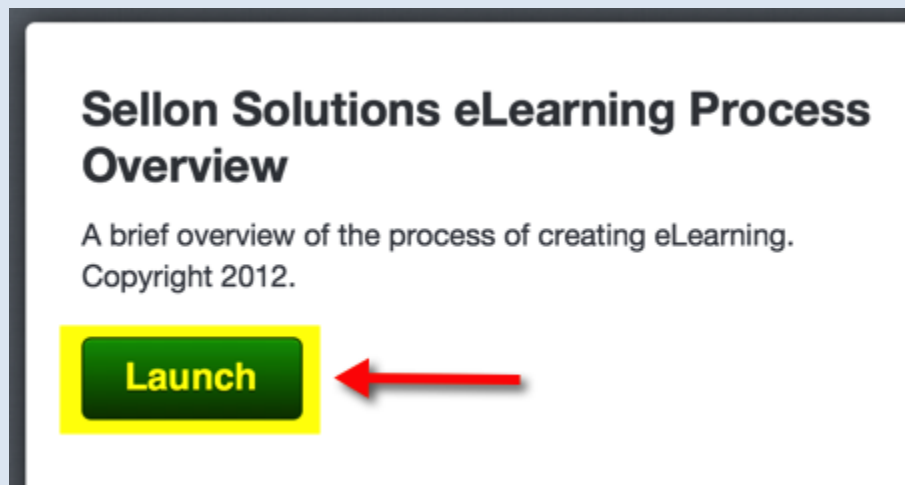 Sellon Solutions eLearning Process
Overview
A brief overview of the process of creating eLearning.
Copyright 2012.
Launch